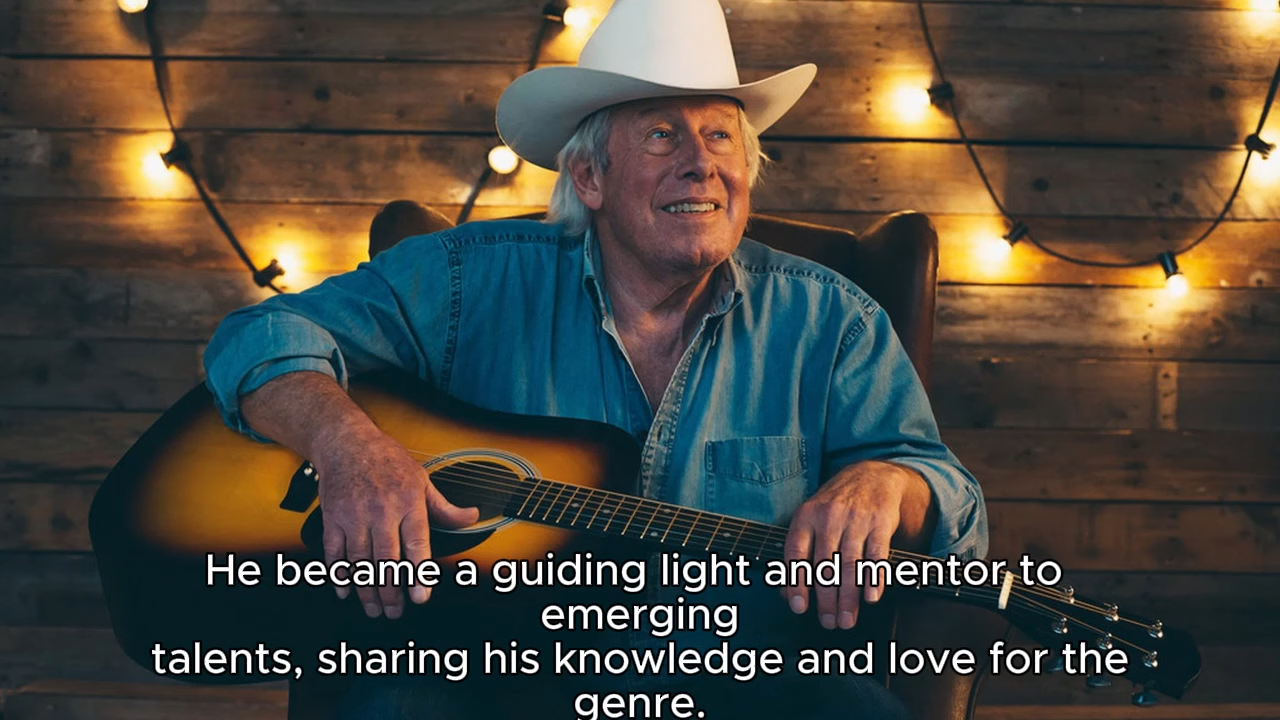 He became a guiding light and mentor to
emerging
talents, sharing his knowledge and love for the
genre.